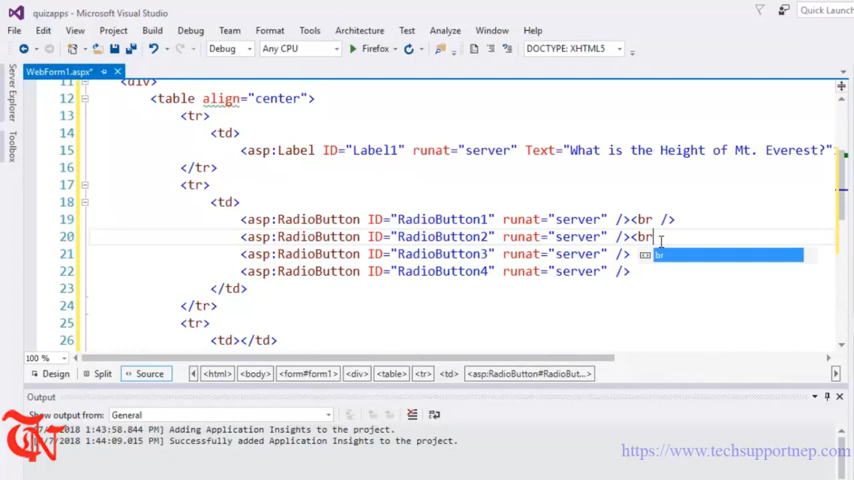 quizapps - Microsoft Visual Studio
Quick Launch
File Edit View Project Build Debug Team Format Tools Architecture Test Analyze Window Help
Debug Any CPU Firefox DOCTYPE: XHTML5
WebForm1.aspx*
Server Explorer
Toolbox
11 <div>
12 <table align="center">
13 <tr>
14 <td>
15 <asp:Label ID="Label1" runat="server" Text="What is the Height of Mt. Everest?"
16 </tr>
17 <tr>
18 <td>
19 <asp:RadioButton ID="RadioButton1" runat="server" /><br />
20 <asp:RadioButton ID="RadioButton2" runat="server" /><br
21 <asp:RadioButton ID="RadioButton3" runat="server" />
br
22 <asp:RadioButton ID="RadioButton4" runat="server" />
23 </td>
24 </tr>
25 <tr>
26 <td></td>
100 %
Design Split Source <html> <body> <form#form1> <div> <table> <tr> <td> <asp:RadioButton#RadioBut...>
Output
Show output from: General
/7/2018 1:43:58.844 PM] Adding Application Insights to the project.
/7/2018 1:44:09.015 PM] Successfully added Application Insights to the project.
https://www.techsupportnep.com